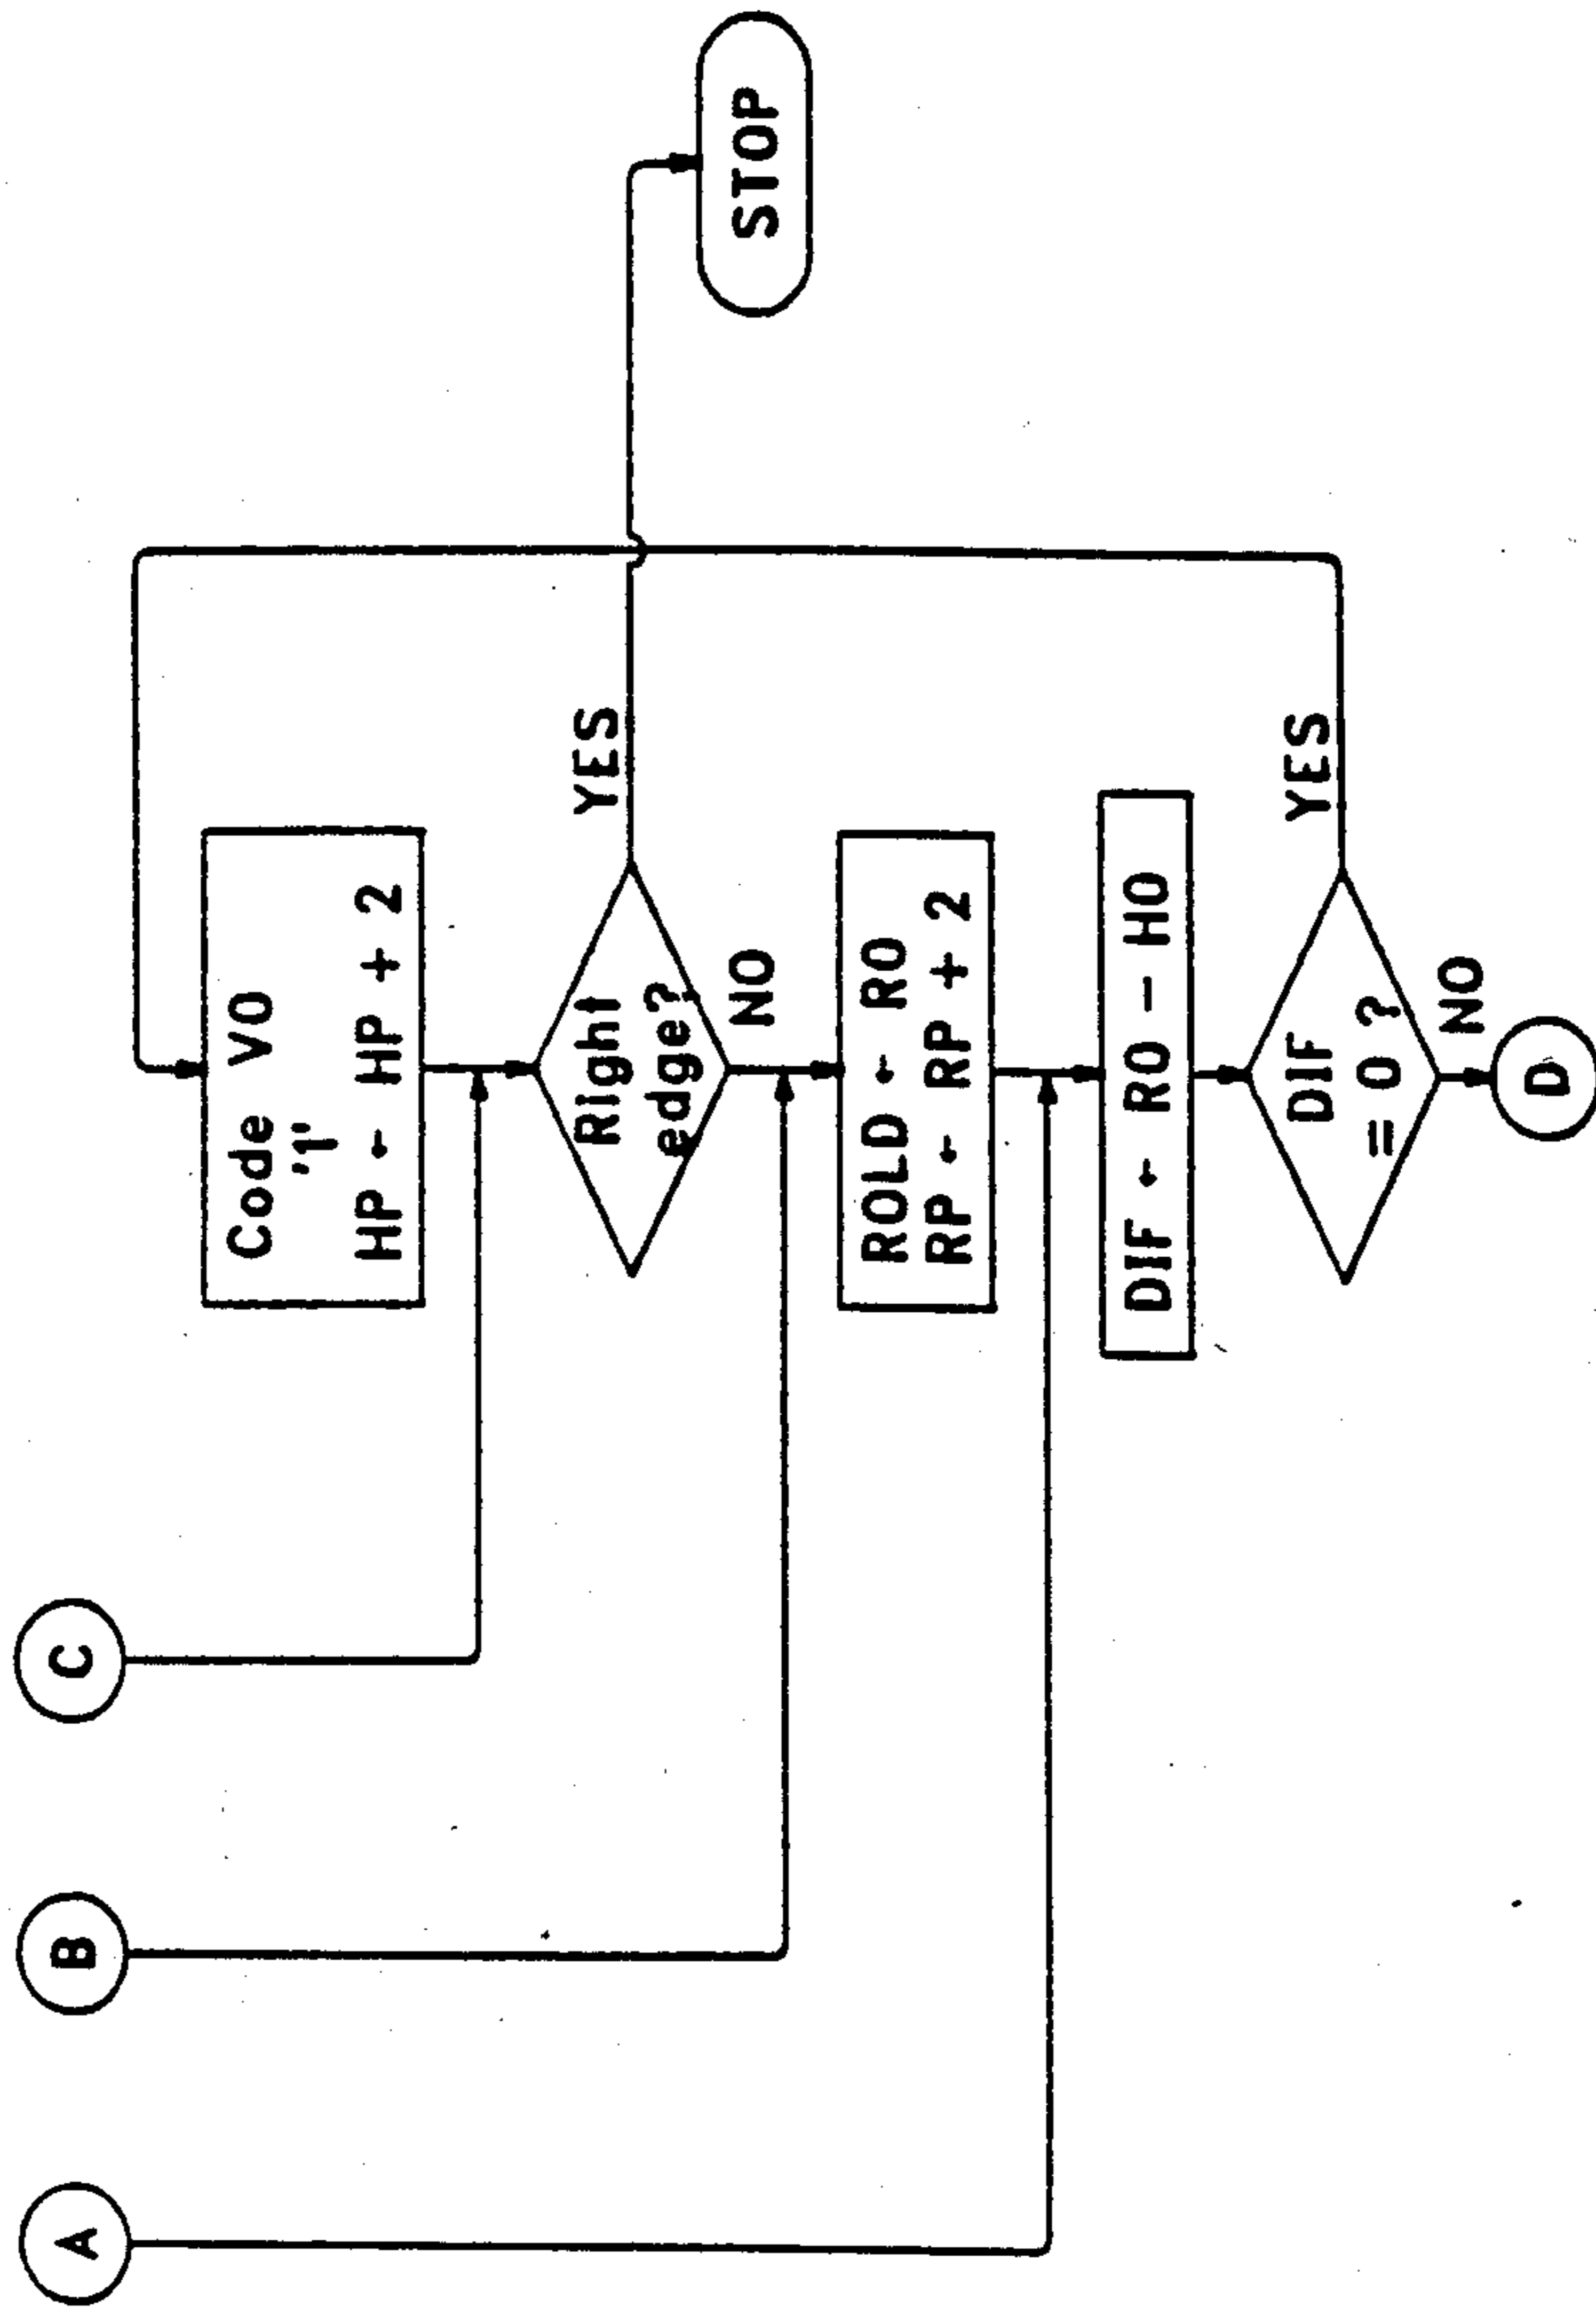 A
B
C
Code VO
'1'
HP ← HP + 2
Right
edge?
YES
NO
STOP
ROLD ← RO
RP ← RP + 2
DIF ← RO - HO
DIF
= 0 ?
YES
NO
D